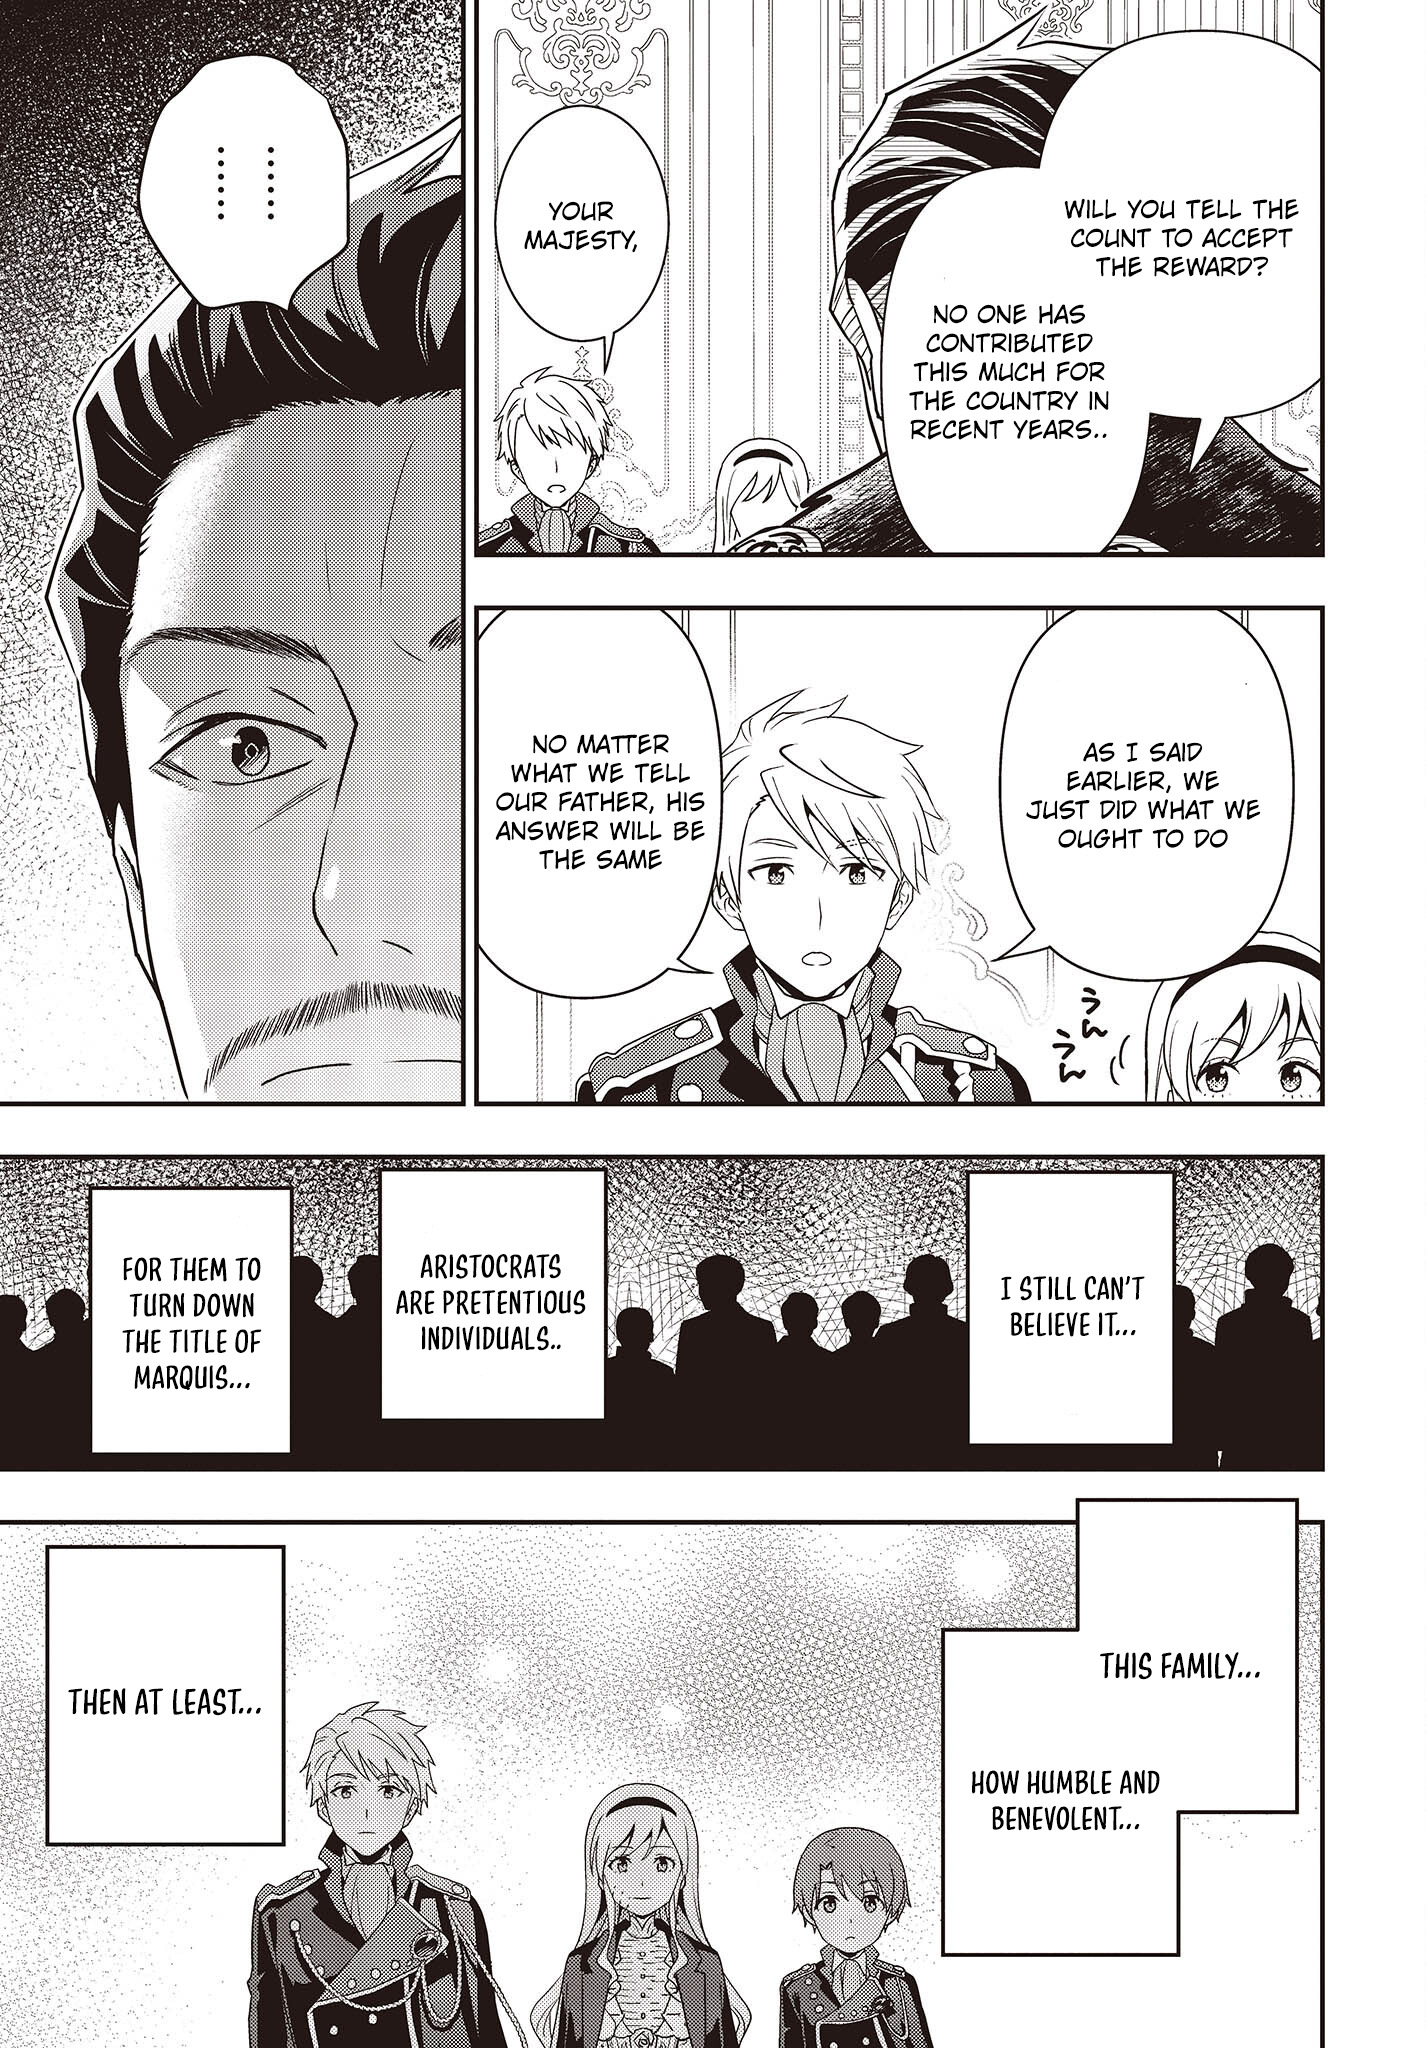 WILL YOU TELL THE
COUNT TO ACCEPT
THE REWARD?
NO ONE HAS
CONTRIBUTED
THIS MUCH FOR
THE COUNTRY IN
RECENT YEARS..
YOUR
MAJESTY,
AS I SAID
EARLIER, WE
JUST DID WHAT WE
OUGHT TO DO
うん
うん
NO MATTER
WHAT WE TELL
OUR FATHER, HIS
ANSWER WILL BE
THE SAME
……
……
I STILL CAN'T
BELIEVE IT...
ARISTOCRATS
ARE PRETENTIOUS
INDIVIDUALS..
FOR THEM TO
TURN DOWN
THE TITLE OF
MARQUIS...
THIS FAMILY...
HOW HUMBLE AND
BENEVOLENT...
THEN AT LEAST...